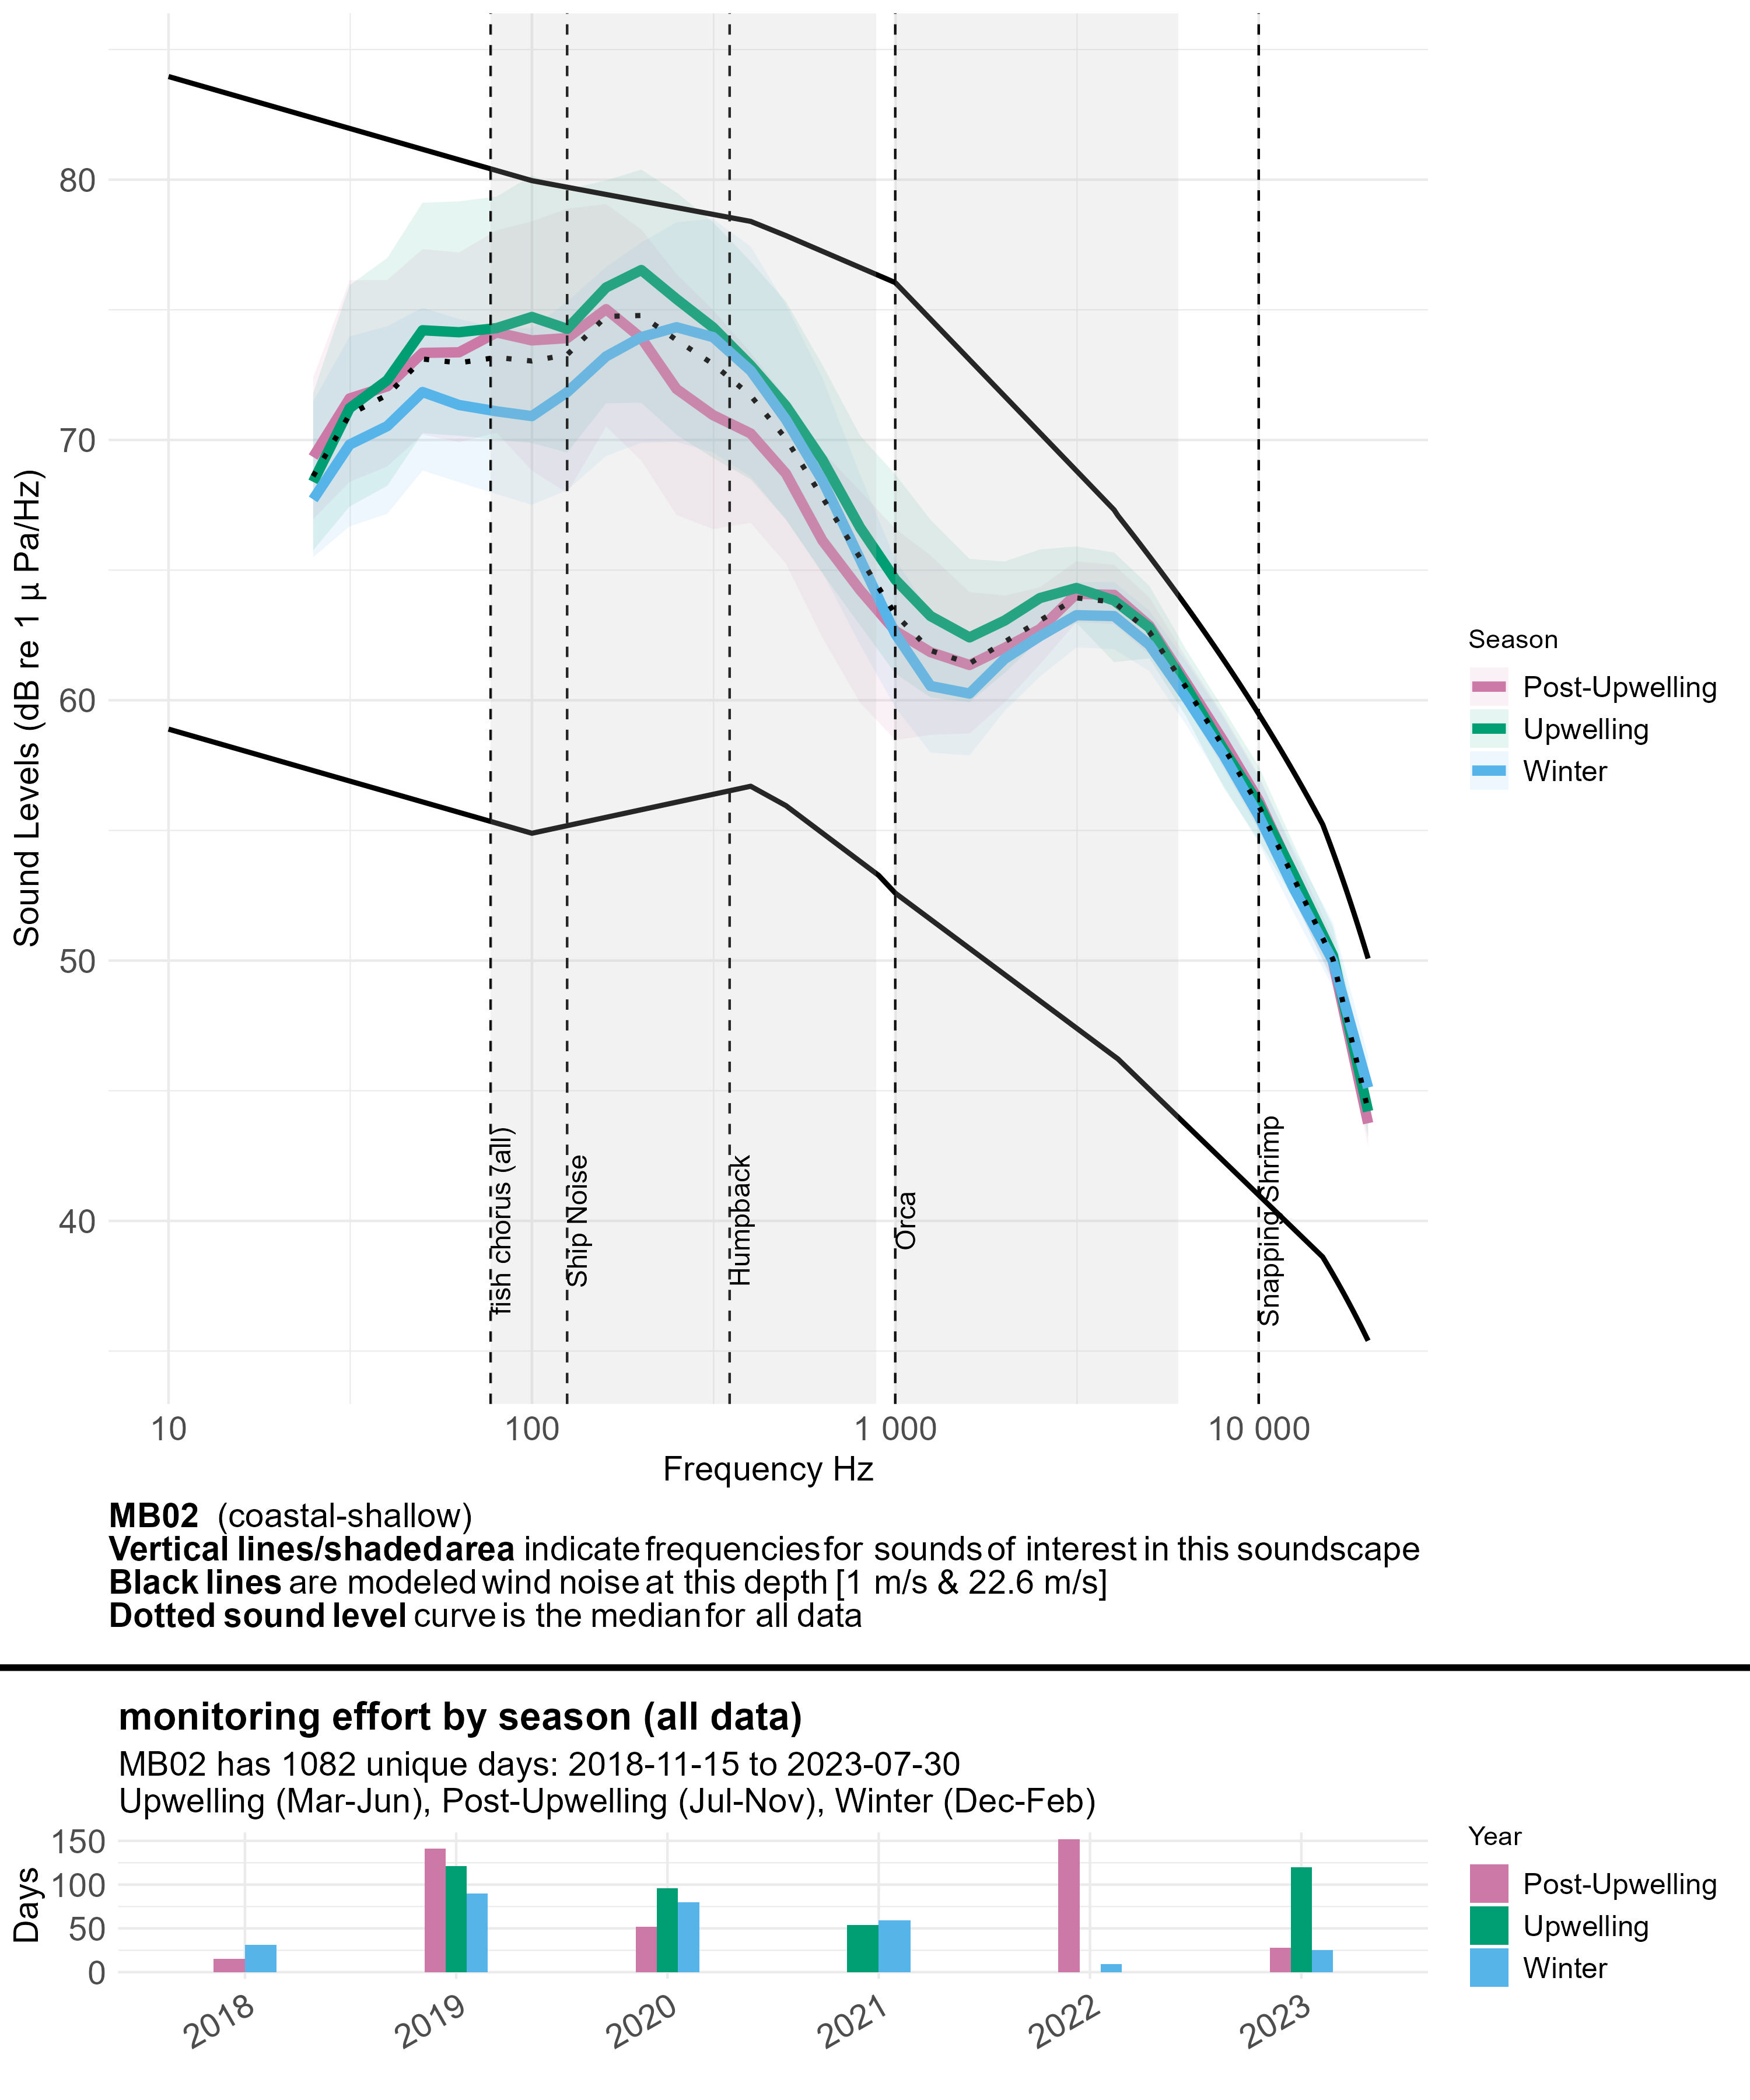 80
70
60
50
40
Sound Levels (dB re 1 µ Pa/Hz)
fish chorus (all)
Ship Noise
Humpback
Orca
Snapping Shrimp
10
100
1 000
10 000
Frequency Hz
Season
Post-Upwelling
Upwelling
Winter
MB02 (coastal-shallow)
Vertical lines/shaded area indicate frequencies for sounds of interest in this soundscape
Black lines are modeled wind noise at this depth [1 m/s & 22.6 m/s]
Dotted sound level curve is the median for all data
monitoring effort by season (all data)
MB02 has 1082 unique days: 2018-11-15 to 2023-07-30
Upwelling (Mar-Jun), Post-Upwelling (Jul-Nov), Winter (Dec-Feb)
150
100
50
0
Days
2018
2019
2020
2021
2022
2023
Year
Post-Upwelling
Upwelling
Winter